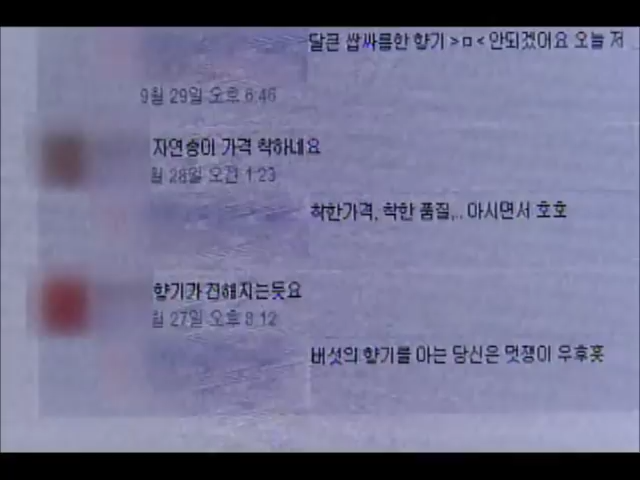 달큰 쌉싸름한 향기 >ㅁ< 안되겠어요 오늘 저
9월 29일 오후 6:46
자연송이 가격 착하네요
월 28일 오전 1:23
착한가격, 착한 품질,.. 아시면서 호호
향기가 전해지는듯요
월 27일 오후 8:12
버섯의 향기를 아는 당신은 멋쟁이 우후훗